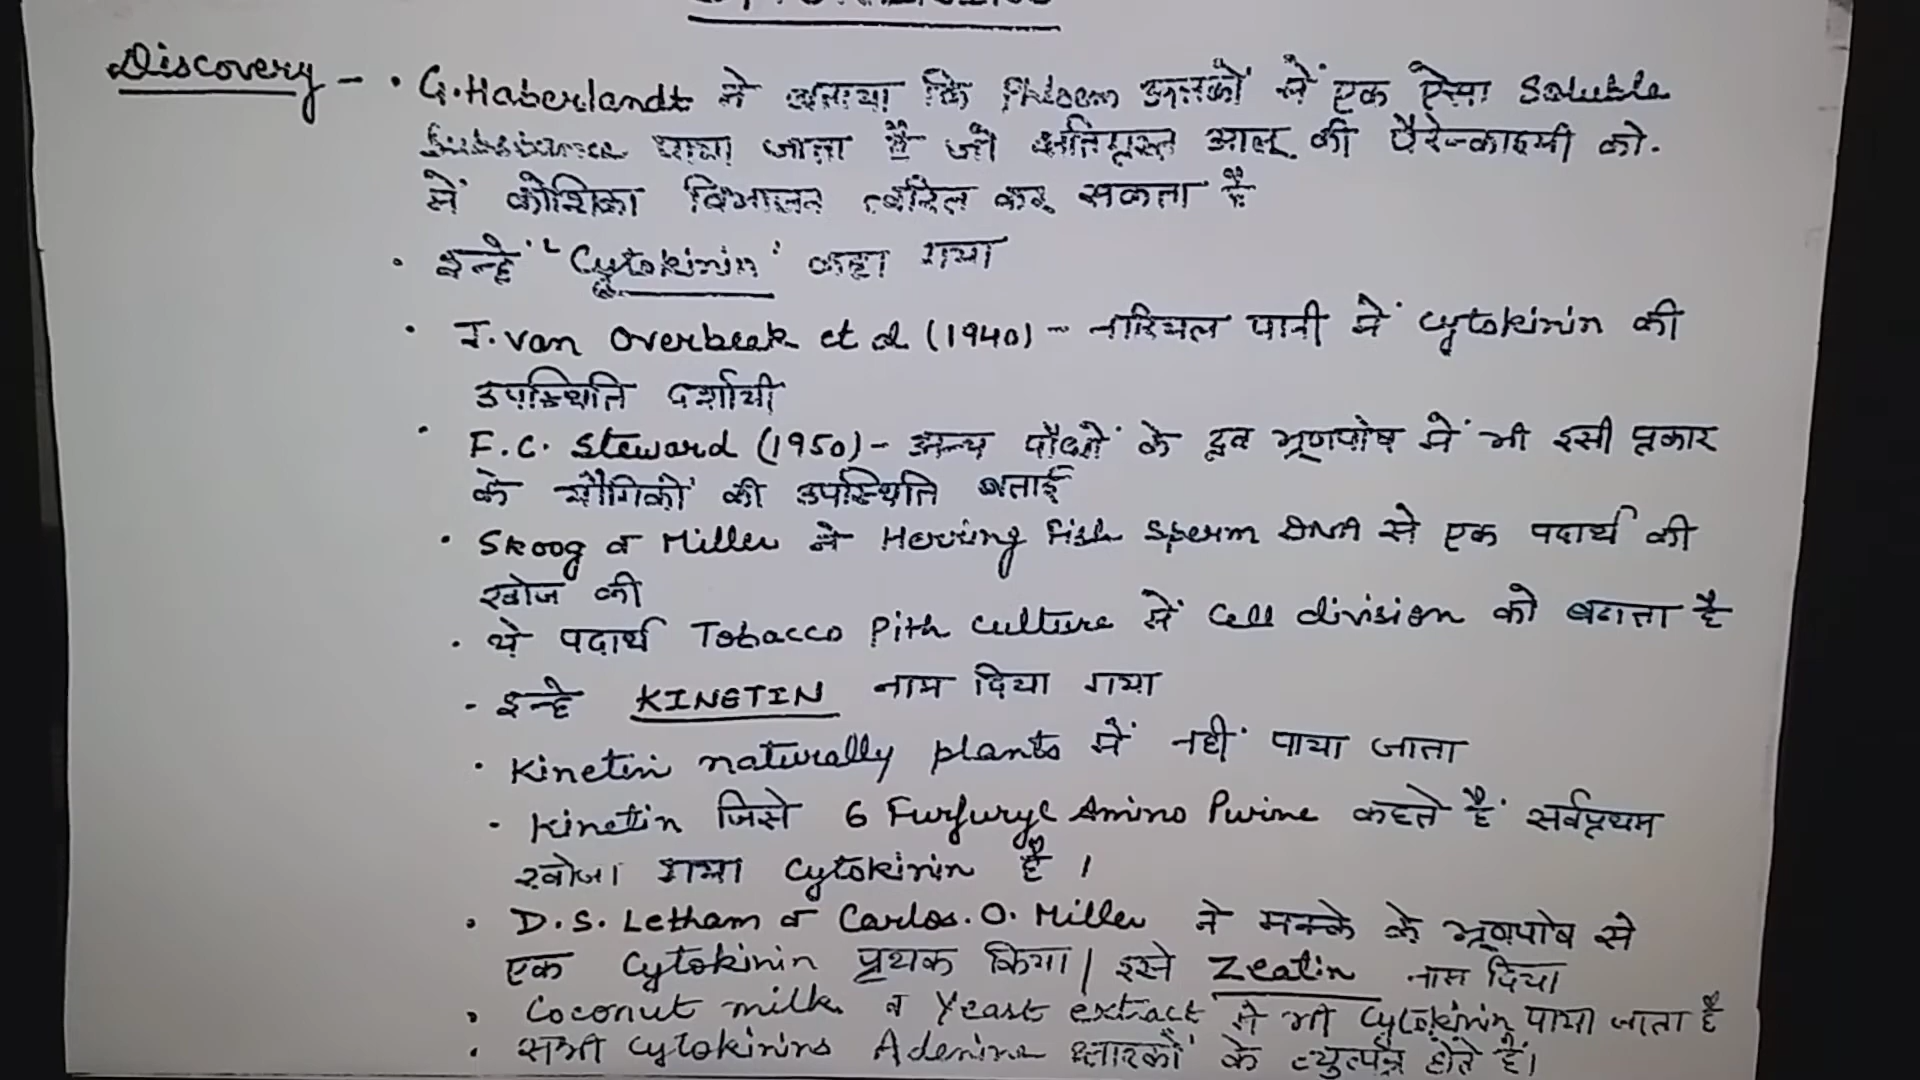 Discovery - • G.Haberlandt ने बताया कि Phloem ऊतकों में एक ऐसा Soluble
Substance पाया जाता है जो क्षतिग्रस्त आलू की पैरेन्काइमी को.
में कोशिका विभाजन त्वरित कर सकता है
• इन्हे "Cytokinin' कहा गया
• J. van Overbeek et al (1940) - नारियल पानी में cytokinin की
उपस्थिति दर्शायी
• F.C. Steward (1950) - अन्य पौधों के द्रव भ्रूणपोष में भी इसी प्रकार
के यौगिकों की उपस्थिति बताई
• Skoog व Miller ने Herring fish sperm DNA से एक पदार्थ की
खोज की
• ये पदार्थ Tobacco Pith culture में Cell division को बढाता है
• इन्हे KINETIN नाम दिया गया
• Kinetin naturally plants में नहीं पाया जाता
• Kinetin जिसे 6 Furfuryl Amino Purine कहते हैं सर्वप्रथम
खोजा गया Cytokinin है ।
• D.S. Letham व Carlos.O. Miller ने मक्के के भ्रूणपोष से
एक Cytokinin प्रथक किया | इसे Zeatin नाम दिया
• Coconut milk व Yeast extract में भी Cytokinin पाया जाता है
• सभी Cytokinins Adenine क्षारकों के व्युत्पन्न होते हैं।